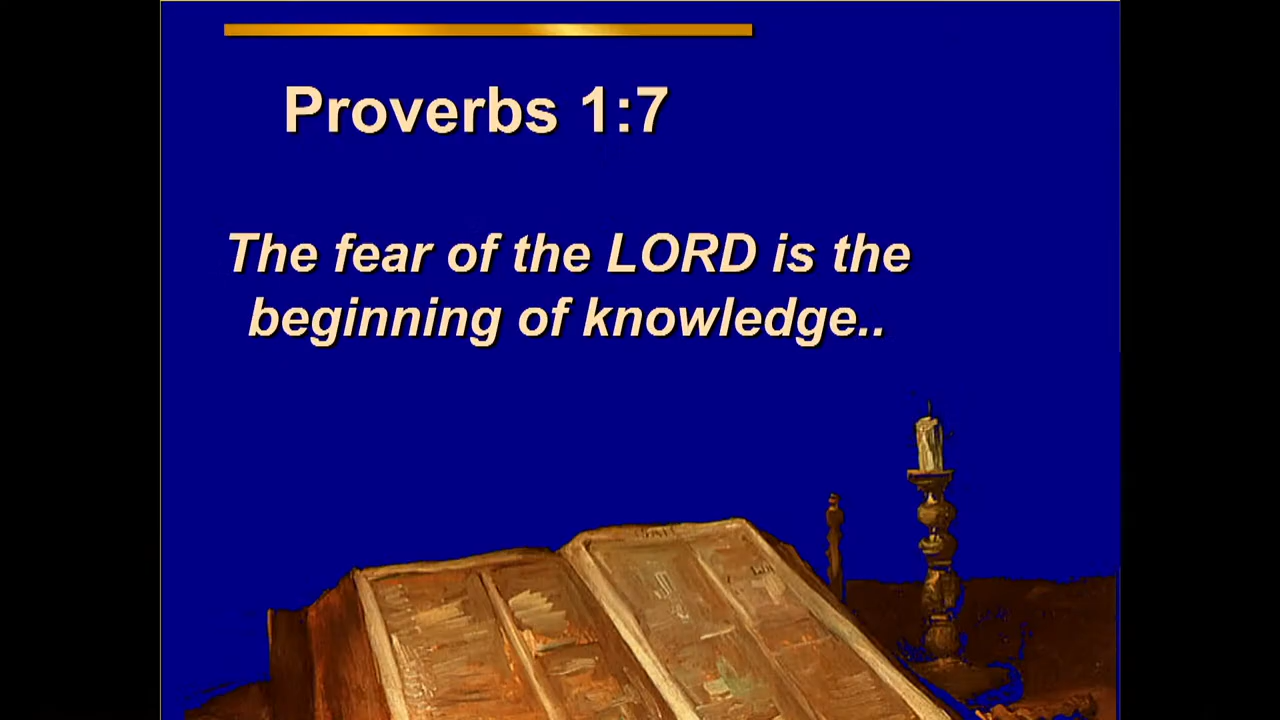 Proverbs 1:7
The fear of the LORD is the
beginning of knowledge..